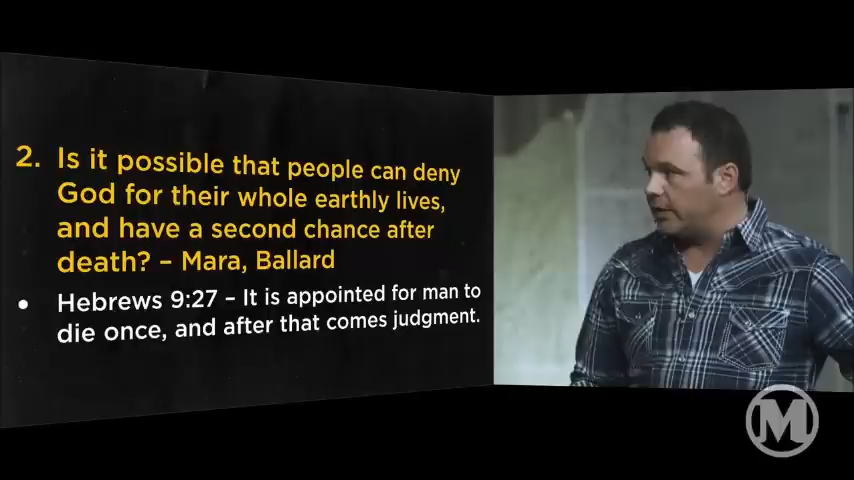 2. Is it possible that people can deny
God for their whole earthly lives,
and have a second chance after
death? – Mara, Ballard
• Hebrews 9:27 – It is appointed for man to
die once, and after that comes judgment.
M